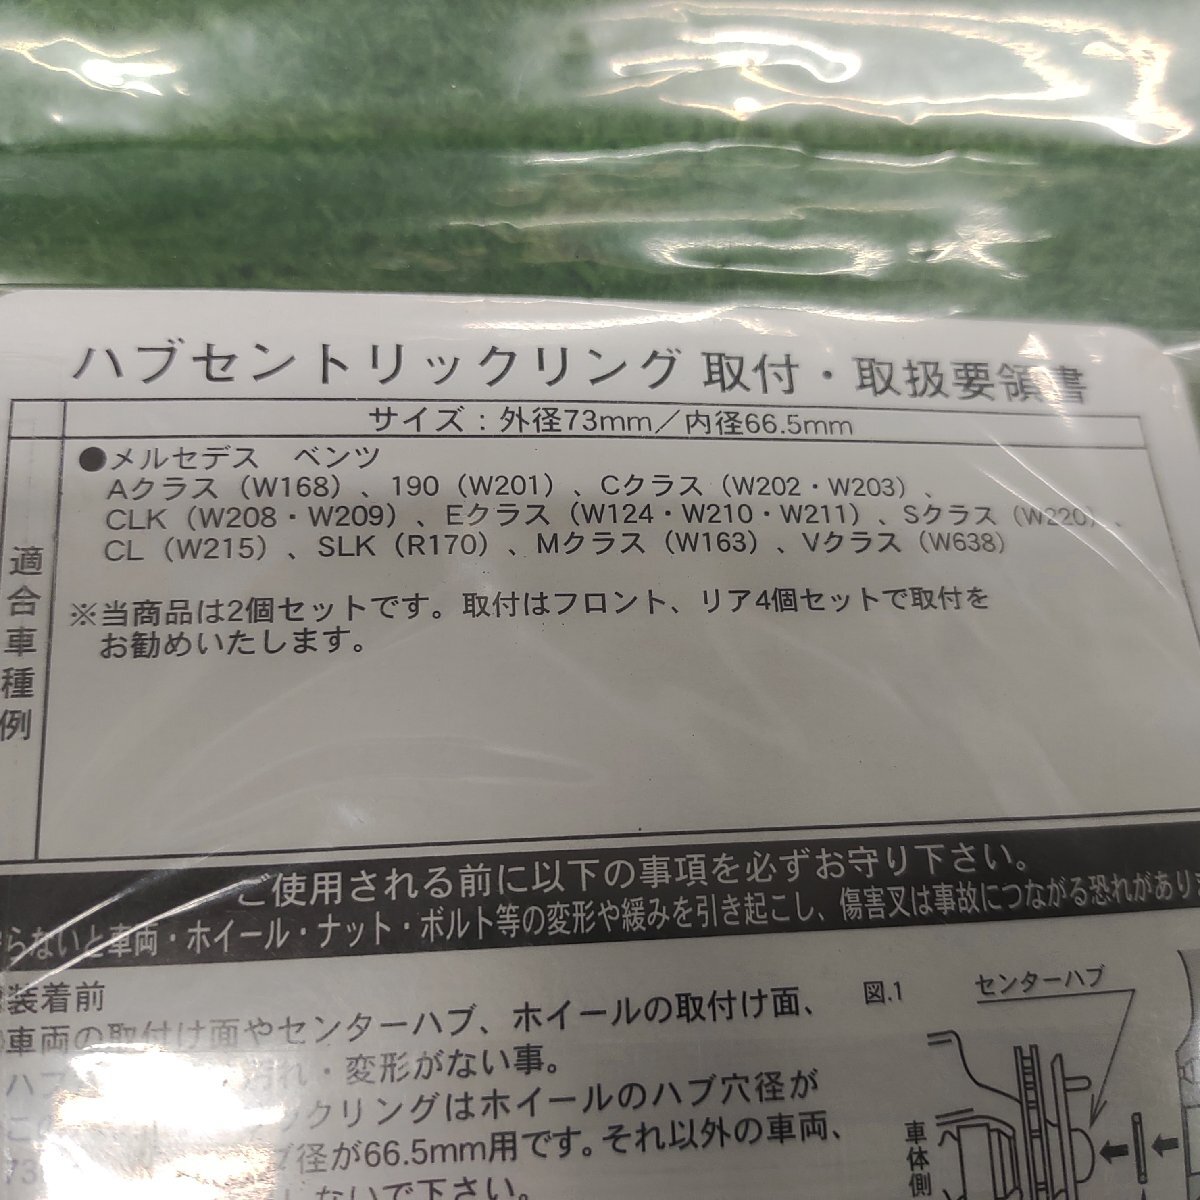 ハブセントリックリング 取付・取扱要領書
サイズ：外径73mm／内径66.5mm
適合車種例
●メルセデス ベンツ
Aクラス（W168）、190（W201）、Cクラス（W202・W203）、
CLK（W208・W209）、Eクラス（W124・W210・W211）、Sクラス（W220）、
CL（W215）、SLK（R170）、Mクラス（W163）、Vクラス（W638）
※当商品は2個セットです。取付はフロント、リア4個セットで取付を
お勧めいたします。
ご使用される前に以下の事項を必ずお守り下さい。
らないと車両・ホイール・ナット・ボルト等の変形や緩みを引き起こし、傷害又は事故につながる恐れがあり
装着前
車両の取付け面やセンターハブ、ホイールの取付け面、
ハブ 汚れ・変形がない事。
ックリングはホイールのハブ穴径が
73 ブ径が66.5mm用です。それ以外の車両、
しないで下さい。
図.1
センターハブ
車体側